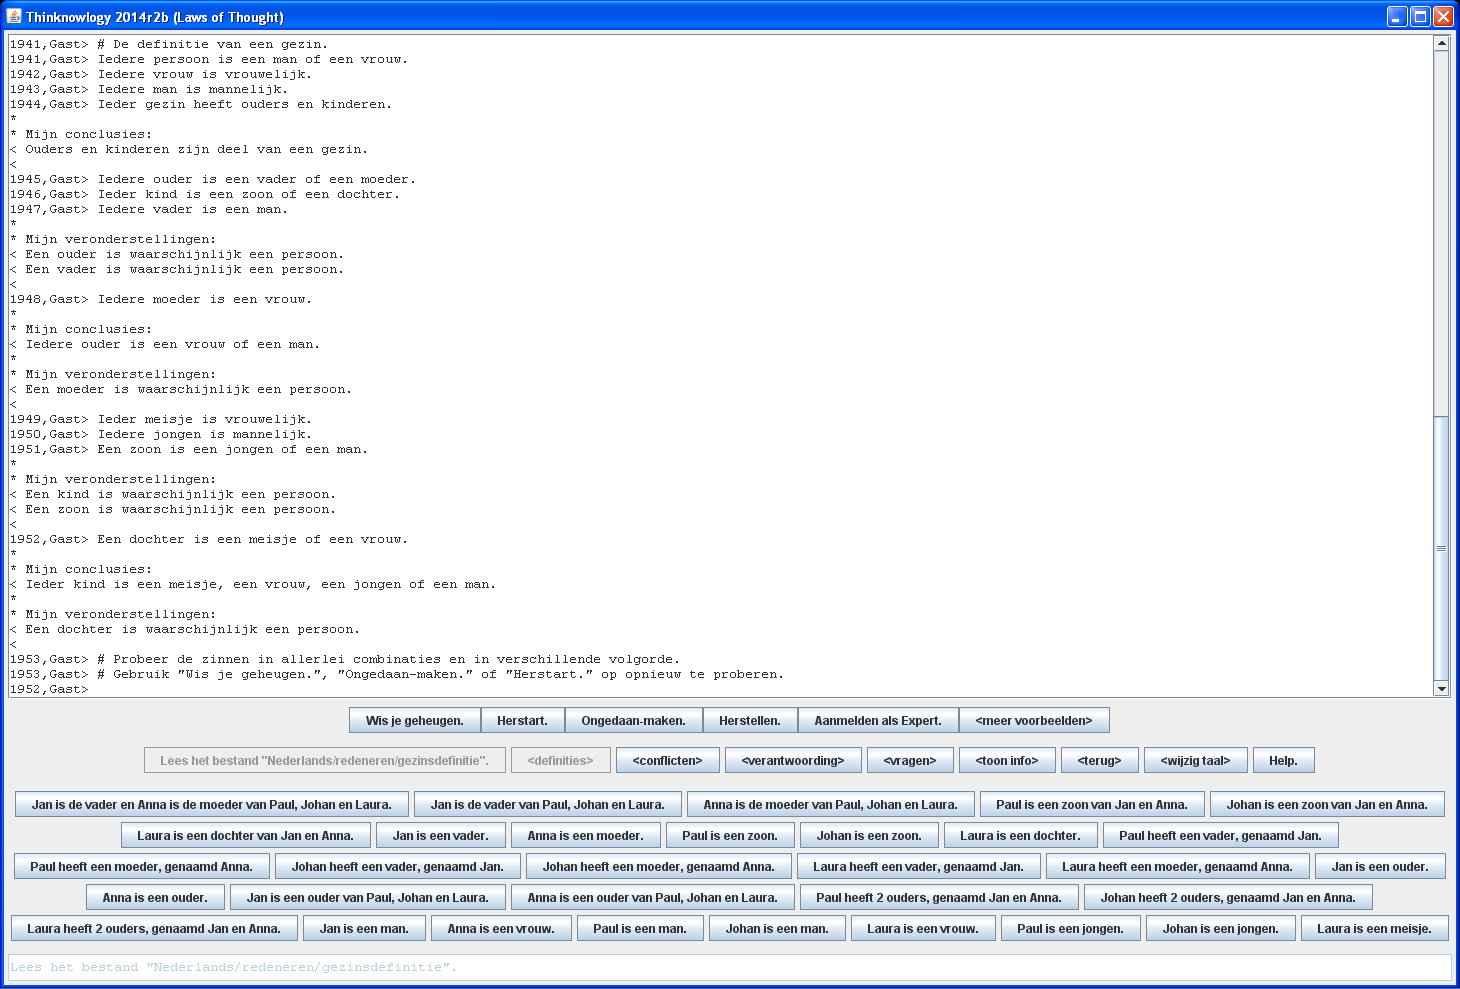 Thinknowlogy 2014r2b (Laws of Thought)
1941,Gast> # De definitie van een gezin.
1941,Gast> Iedere persoon is een man of een vrouw.
1942,Gast> Iedere vrouw is vrouwelijk.
1943,Gast> Iedere man is mannelijk.
1944,Gast> Ieder gezin heeft ouders en kinderen.
*
* Mijn conclusies:
< Ouders en kinderen zijn deel van een gezin.
<
1945,Gast> Iedere ouder is een vader of een moeder.
1946,Gast> Ieder kind is een zoon of een dochter.
1947,Gast> Iedere vader is een man.
*
* Mijn veronderstellingen:
< Een ouder is waarschijnlijk een persoon.
< Een vader is waarschijnlijk een persoon.
<
1948,Gast> Iedere moeder is een vrouw.
*
* Mijn conclusies:
< Iedere ouder is een vrouw of een man.
*
* Mijn veronderstellingen:
< Een moeder is waarschijnlijk een persoon.
<
1949,Gast> Ieder meisje is vrouwelijk.
1950,Gast> Iedere jongen is mannelijk.
1951,Gast> Een zoon is een jongen of een man.
*
* Mijn veronderstellingen:
< Een kind is waarschijnlijk een persoon.
< Een zoon is waarschijnlijk een persoon.
<
1952,Gast> Een dochter is een meisje of een vrouw.
*
* Mijn conclusies:
< Ieder kind is een meisje, een vrouw, een jongen of een man.
*
* Mijn veronderstellingen:
< Een dochter is waarschijnlijk een persoon.
<
1953,Gast> # Probeer de zinnen in allerlei combinaties en in verschillende volgorde.
1953,Gast> # Gebruik "Wis je geheugen.", "Ongedaan-maken." of "Herstart." op opnieuw te proberen.
1952,Gast>
Wis je geheugen. Herstart. Ongedaan-maken. Herstellen. Aanmelden als Expert. <meer voorbeelden>
Lees het bestand "Nederlands/redeneren/gezinsdefinitie". <definities> <conflicten> <verantwoording> <vragen> <toon info> <terug> <wijzig taal> Help.
Jan is de vader en Anna is de moeder van Paul, Johan en Laura. Jan is de vader van Paul, Johan en Laura. Anna is de moeder van Paul, Johan en Laura. Paul is een zoon van Jan en Anna. Johan is een zoon van Jan en Anna.
Laura is een dochter van Jan en Anna. Jan is een vader. Anna is een moeder. Paul is een zoon. Johan is een zoon. Laura is een dochter. Paul heeft een vader, genaamd Jan.
Paul heeft een moeder, genaamd Anna. Johan heeft een vader, genaamd Jan. Johan heeft een moeder, genaamd Anna. Laura heeft een vader, genaamd Jan. Laura heeft een moeder, genaamd Anna. Jan is een ouder.
Anna is een ouder. Jan is een ouder van Paul, Johan en Laura. Anna is een ouder van Paul, Johan en Laura. Paul heeft 2 ouders, genaamd Jan en Anna. Johan heeft 2 ouders, genaamd Jan en Anna.
Laura heeft 2 ouders, genaamd Jan en Anna. Jan is een man. Anna is een vrouw. Paul is een man. Johan is een man. Laura is een vrouw. Paul is een jongen. Johan is een jongen. Laura is een meisje.
Lees het bestand "Nederlands/redeneren/gezinsdefinitie".